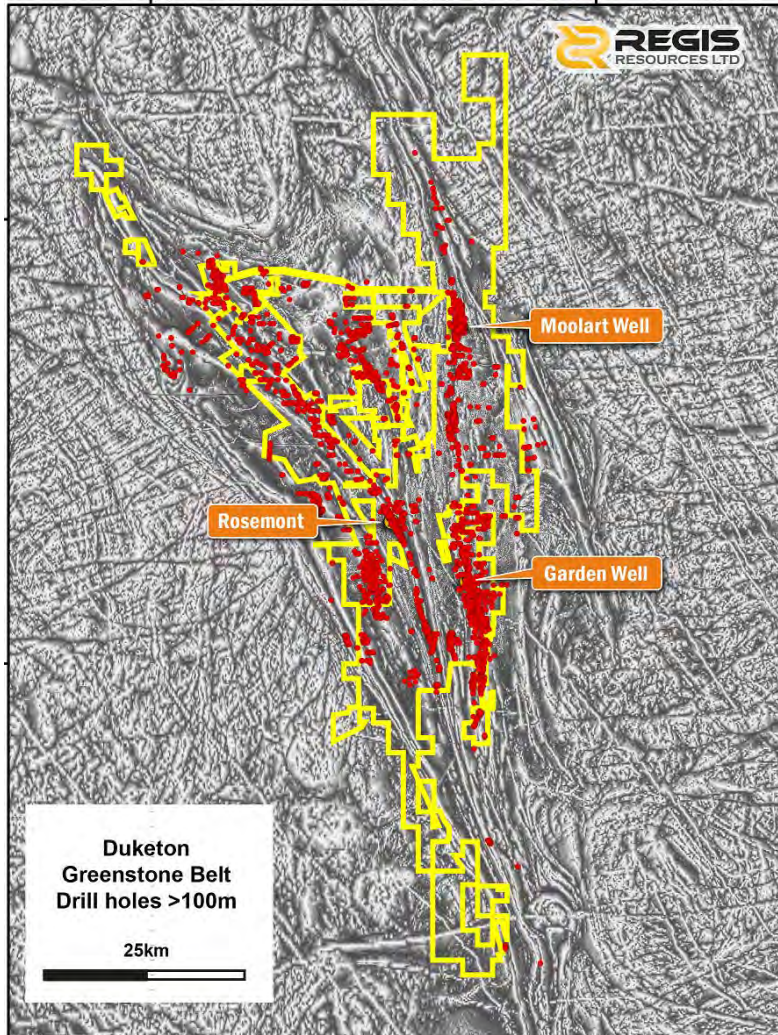 REGIS
RESOURCES LTD
Moolart Well
Rosemont
Garden Well
Duketon
Greenstone Belt
Drill holes >100m
25km